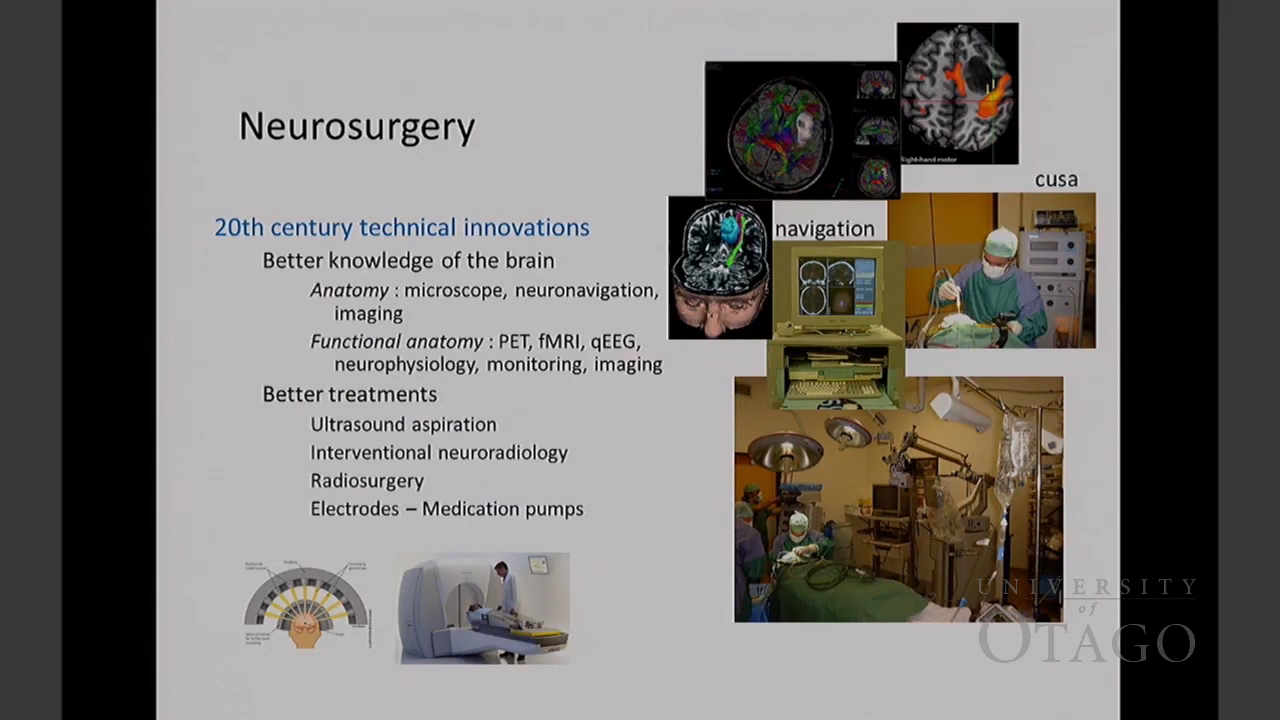 Neurosurgery
20th century technical innovations
Better knowledge of the brain
Anatomy : microscope, neuronavigation,
imaging
Functional anatomy : PET, fMRI, qEEG,
neurophysiology, monitoring, imaging
Better treatments
Ultrasound aspiration
Interventional neuroradiology
Radiosurgery
Electrodes – Medication pumps
Right-hand motor
cusa
navigation
UNIVERSITY
of
OTAGO